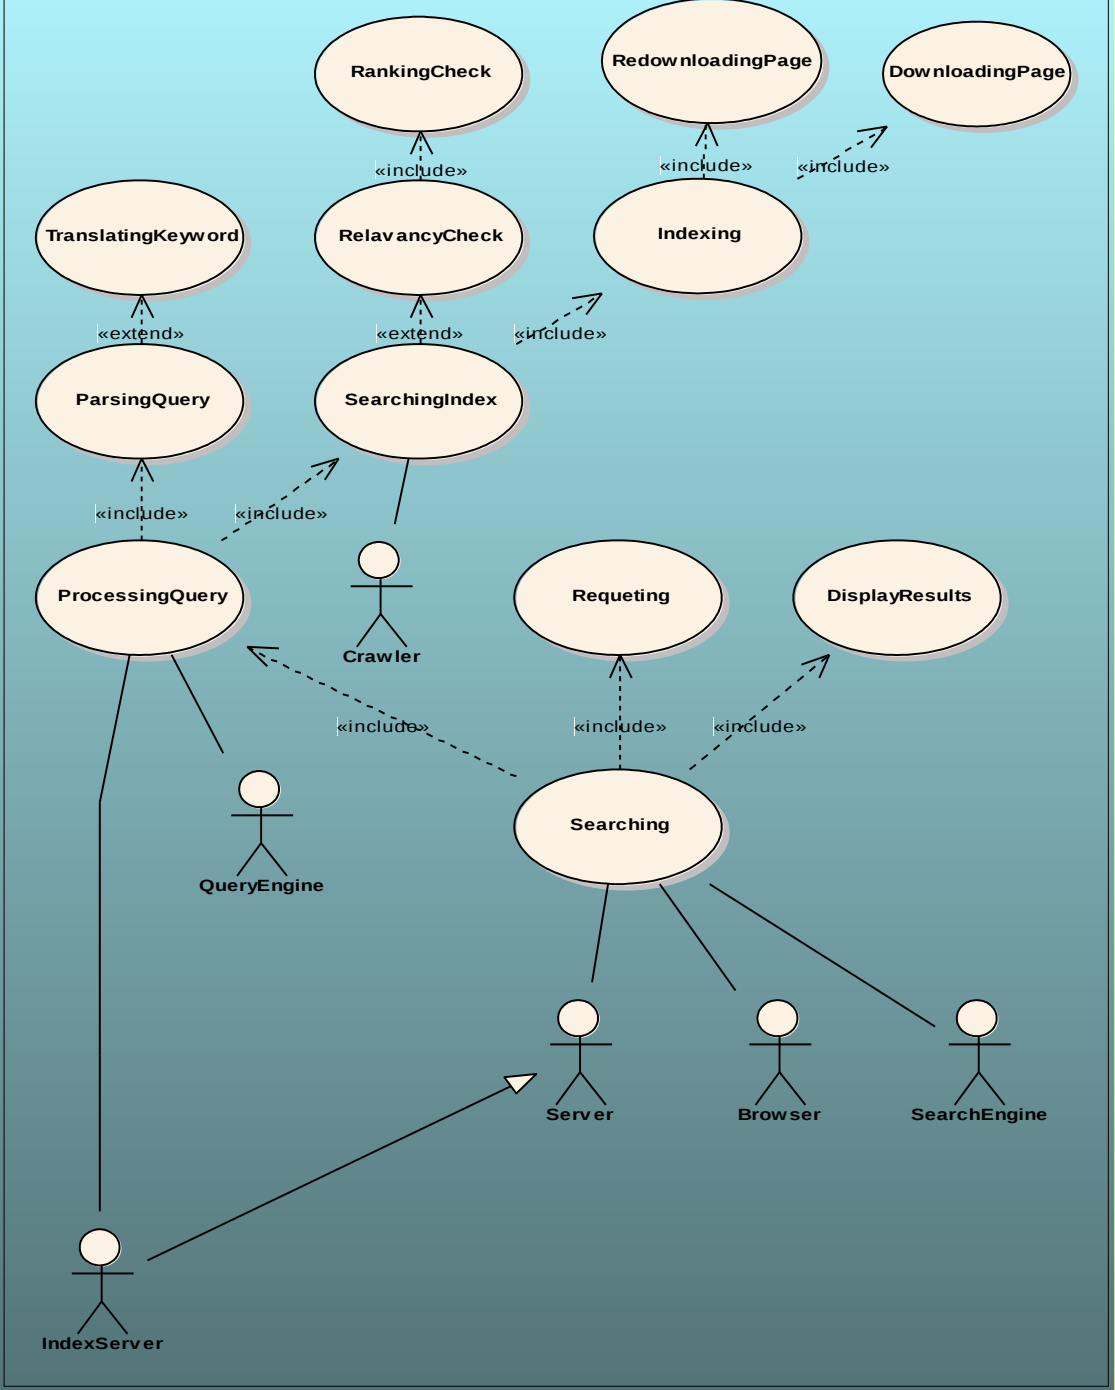 RankingCheck
RedownloadingPage
DownloadingPage
«include»
«include»
«include»
TranslatingKeyword
RelavancyCheck
Indexing
«extend»
«extend»
«include»
ParsingQuery
SearchingIndex
«include»
«include»
ProcessingQuery
Requeting
DisplayResults
Crawler
«include»
«include»
«include»
Searching
QueryEngine
Server
Browser
SearchEngine
IndexServer